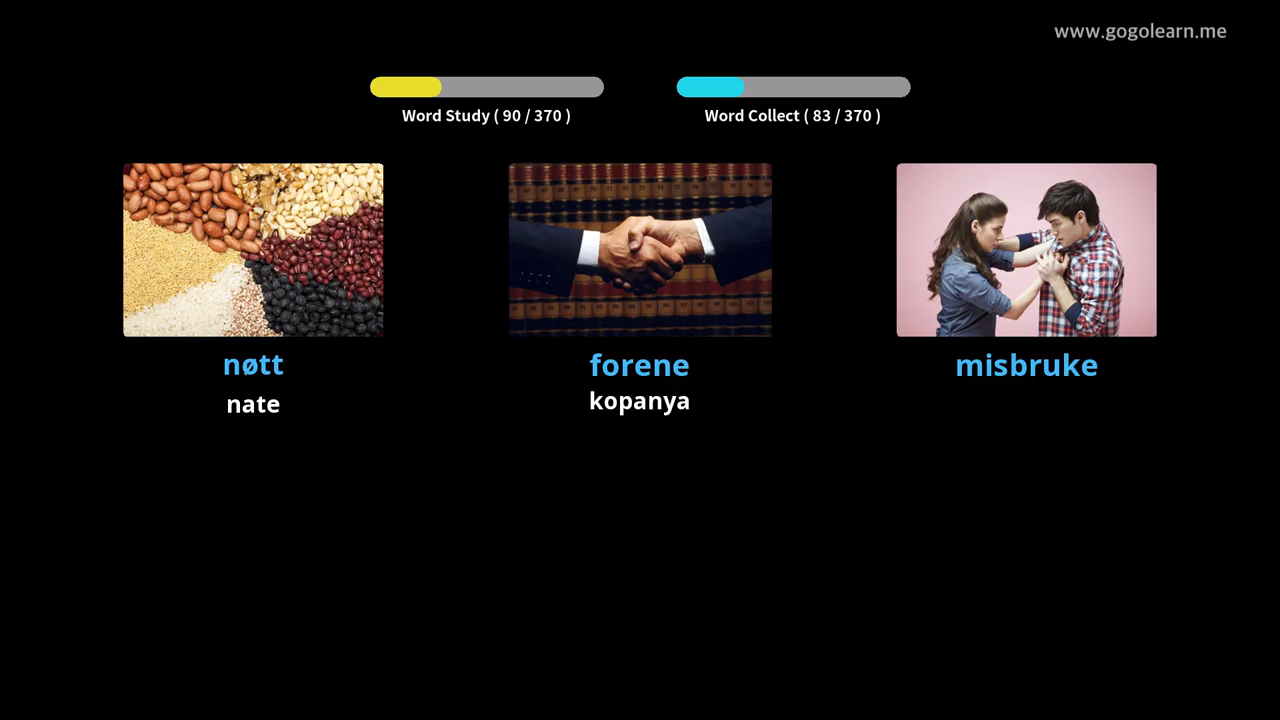 www.gogolearn.me
Word Study ( 90 / 370 )
Word Collect ( 83 / 370 )
nøtt
nate
forene
kopanya
misbruke